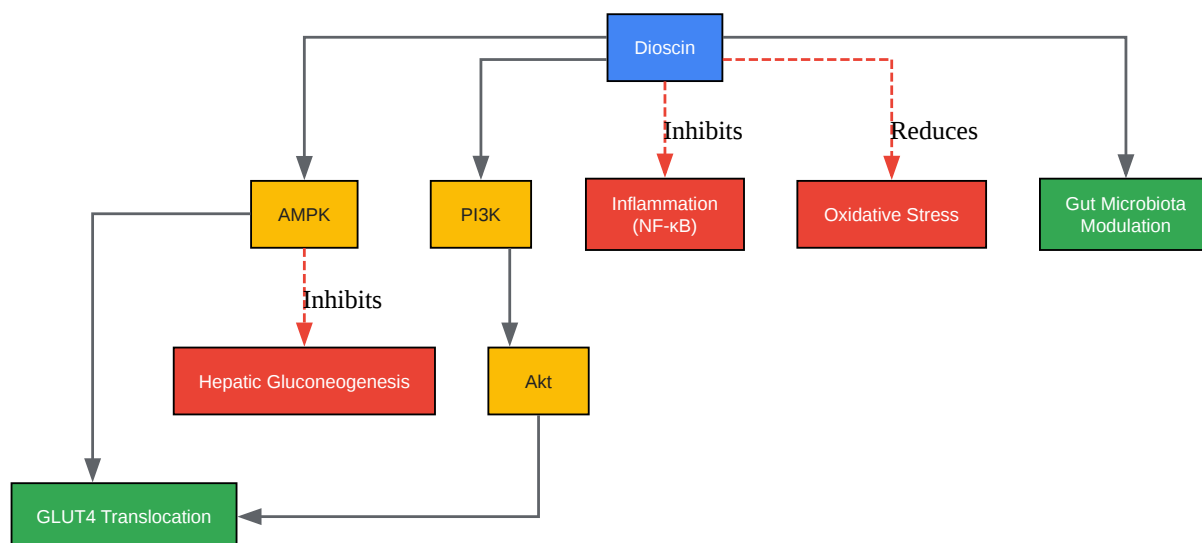 Dioscin
Inhibits
Reduces
AMPK
PI3K
Inflammation
(NF-κB)
Oxidative Stress
Gut Microbiota
Modulation
Inhibits
Hepatic Gluconeogenesis
Akt
GLUT4 Translocation